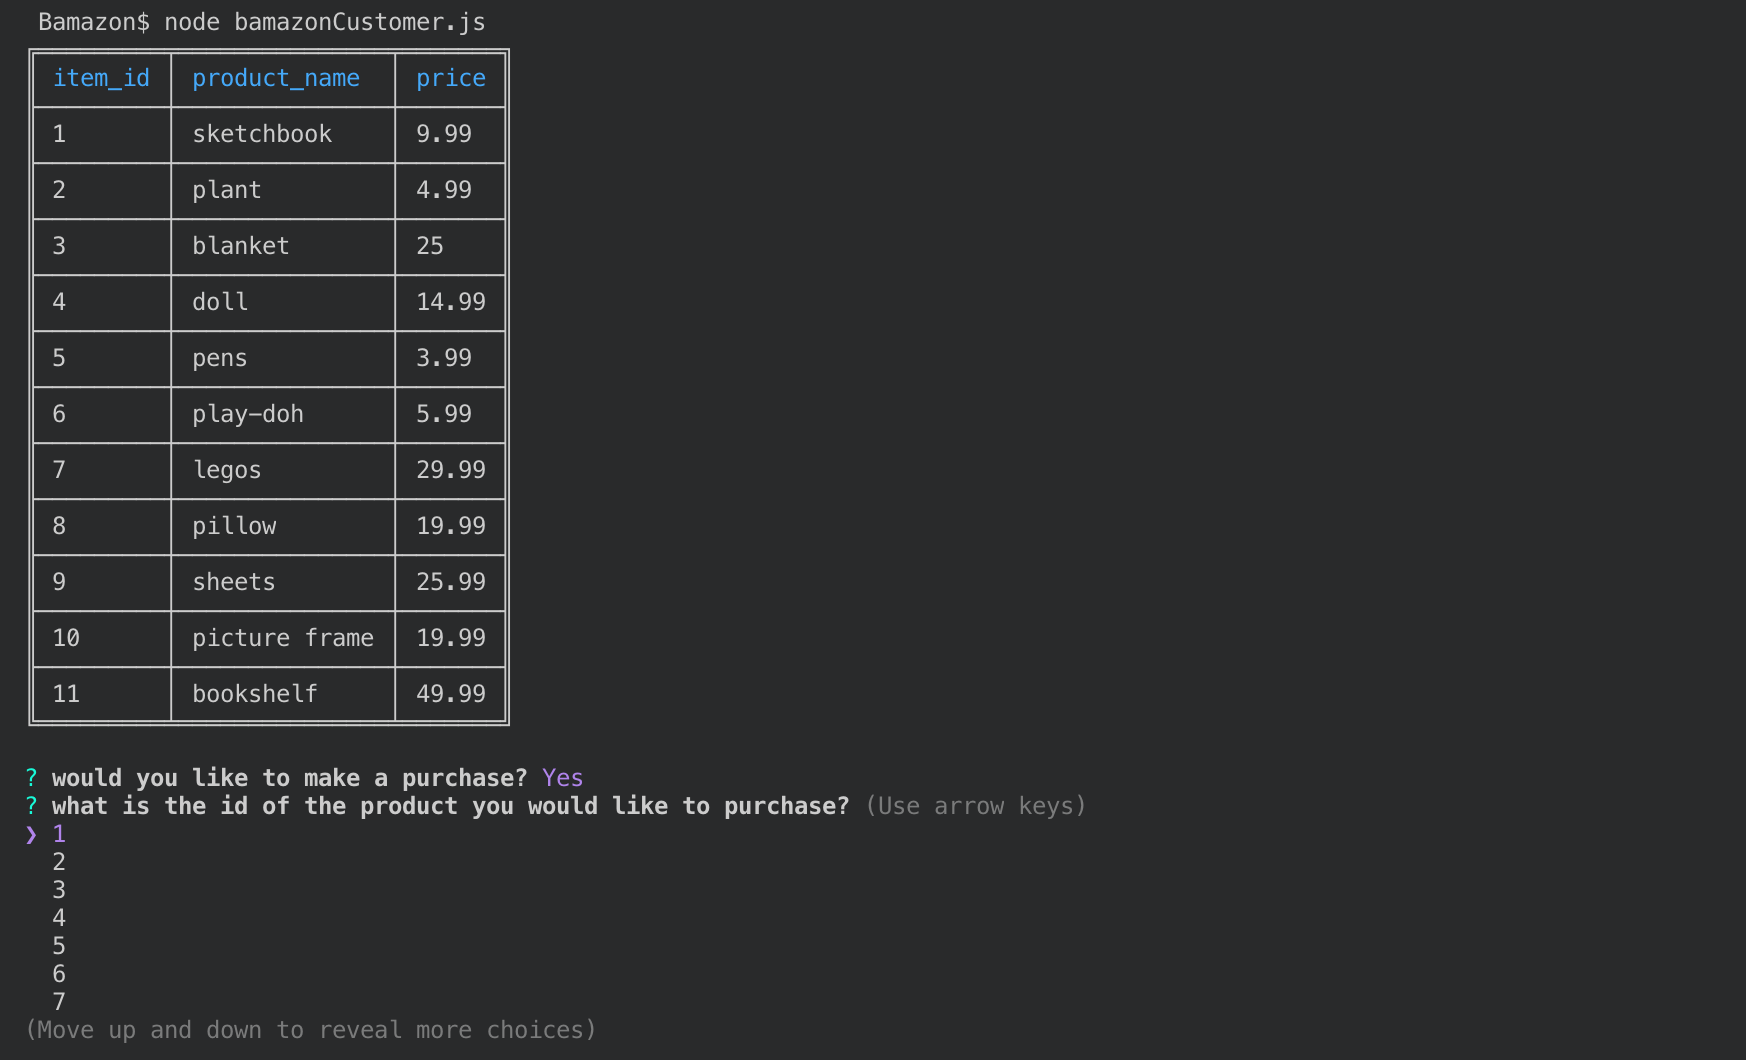 Bamazon$ node bamazonCustomer.js
item_id product_name price
1 sketchbook 9.99
2 plant 4.99
3 blanket 25
4 doll 14.99
5 pens 3.99
6 play-doh 5.99
7 legos 29.99
8 pillow 19.99
9 sheets 25.99
10 picture frame 19.99
11 bookshelf 49.99
? would you like to make a purchase? Yes
? what is the id of the product you would like to purchase? (Use arrow keys)
❯ 1
2
3
4
5
6
7
(Move up and down to reveal more choices)